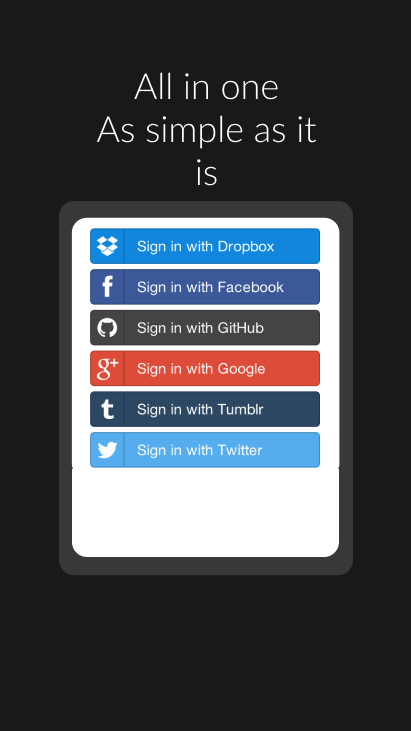 All in one
As simple as it
is
Sign in with Dropbox
Sign in with Facebook
Sign in with GitHub
Sign in with Google
Sign in with Tumblr
Sign in with Twitter